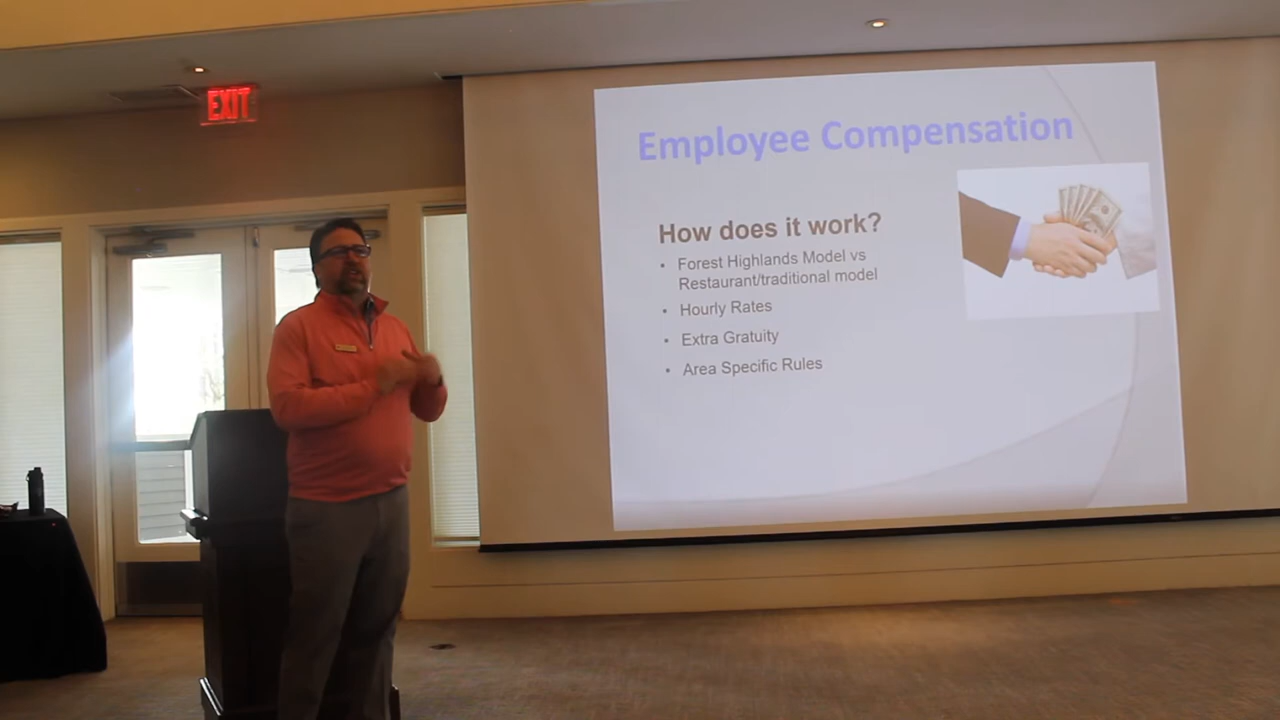 EXIT
Employee Compensation
How does it work?
• Forest Highlands Model vs
Restaurant/traditional model
• Hourly Rates
• Extra Gratuity
• Area Specific Rules